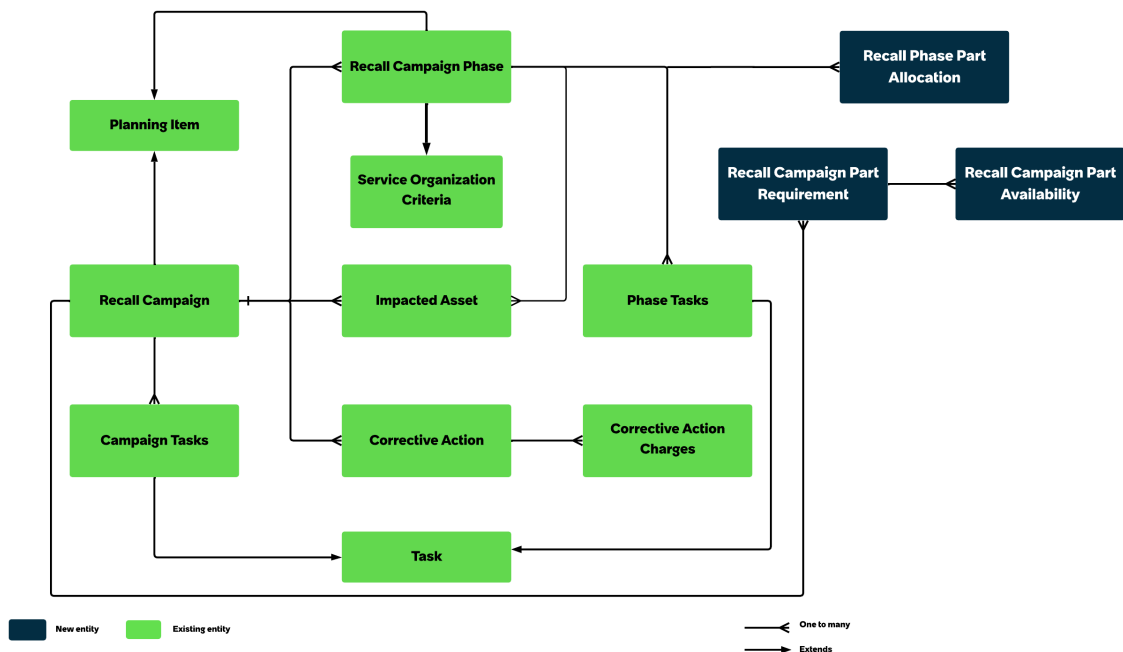 Recall Campaign Phase
Recall Phase Part
Allocation
Planning Item
Service Organization
Criteria
Recall Campaign Part
Requirement
Recall Campaign Part
Availability
Recall Campaign
Impacted Asset
Phase Tasks
Campaign Tasks
Corrective Action
Corrective Action
Charges
Task
New entity
Existing entity
One to many
Extends